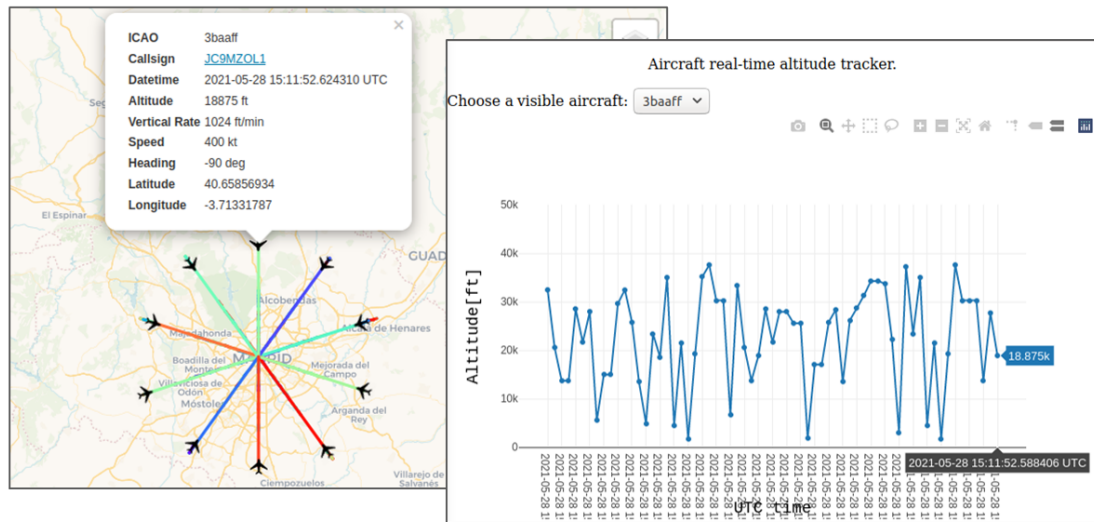 ICAO 3baaff
Callsign JC9MZOL1
Datetime 2021-05-28 15:11:52.624310 UTC
Altitude 18875 ft
Vertical Rate 1024 ft/min
Speed 400 kt
Heading -90 deg
Latitude 40.65856934
Longitude -3.71331787
×
El Espinar
GUAD
Alcobendas
Alcalá de Henares
Majadahonda
MADRID
Boadilla del Monte
Mejorada del Campo
Villaviciosa de Odón
Móstoles
Arganda del Rey
Ciempozuelos
Villarejo de Salvanés
Aircraft real-time altitude tracker.
Choose a visible aircraft: 3baaff
Altitude[ft]
50k
40k
30k
20k
10k
0
18.875k
2021-05-28 15:11:52.588406 UTC
UTC time